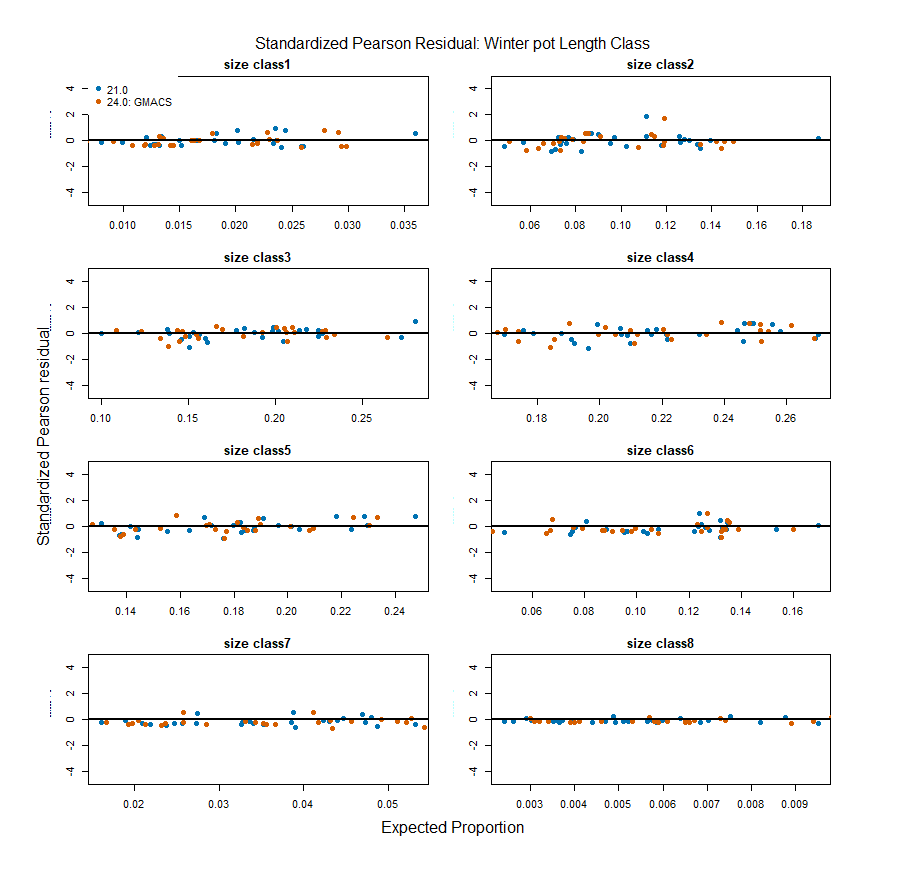 Standardized Pearson Residual: Winter pot Length Class
size class1
size class2
21.0
24.0: GMACS
4
2
0
-2
-4
0.010 0.015 0.020 0.025 0.030 0.035
4
2
0
-2
-4
0.06 0.08 0.10 0.12 0.14 0.16 0.18
size class3
size class4
4
2
0
-2
-4
0.10 0.15 0.20 0.25
4
2
0
-2
-4
0.18 0.20 0.22 0.24 0.26
Standardized Pearson residual
size class5
size class6
4
2
0
-2
-4
0.14 0.16 0.18 0.20 0.22 0.24
4
2
0
-2
-4
0.06 0.08 0.10 0.12 0.14 0.16
size class7
size class8
4
2
0
-2
-4
0.02 0.03 0.04 0.05
4
2
0
-2
-4
0.003 0.004 0.005 0.006 0.007 0.008 0.009
Expected Proportion